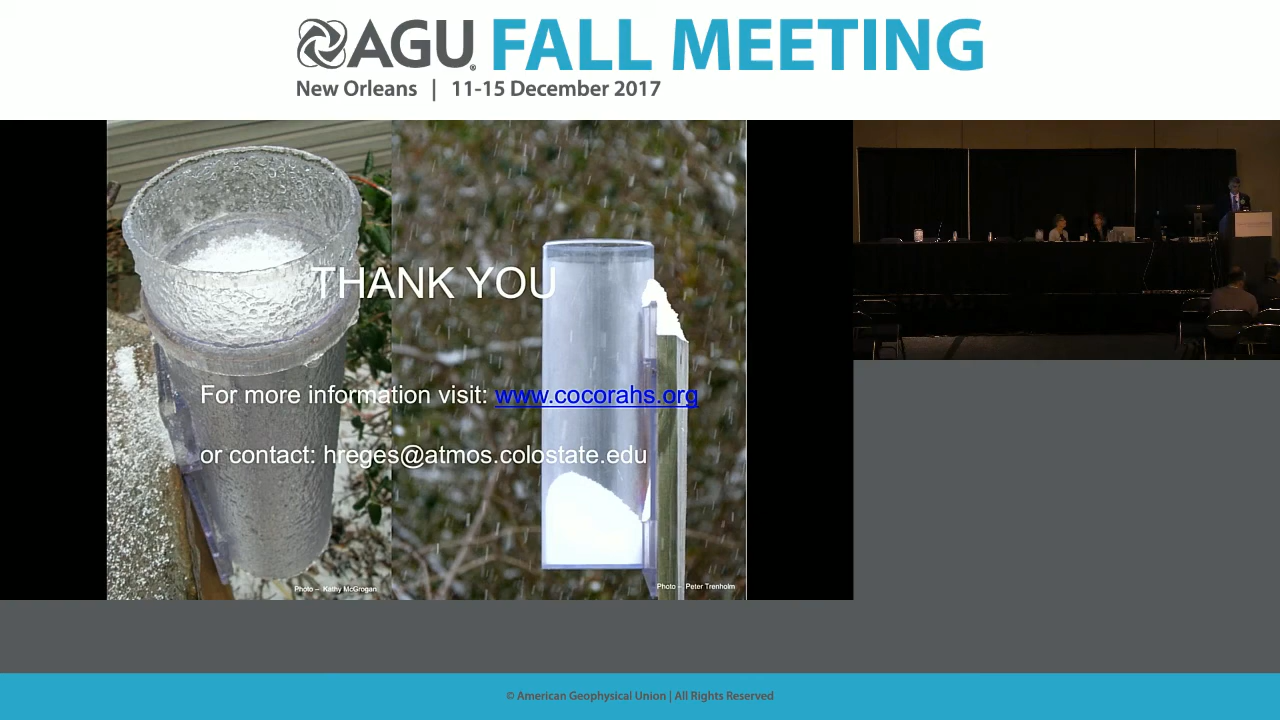 AGU FALL MEETING
New Orleans | 11-15 December 2017
THANK YOU
For more information visit: www.cocorahs.org
or contact: hreges@atmos.colostate.edu
Photo – Kathy McGrogan
Photo – Peter Trenholm
© American Geophysical Union | All Rights Reserved